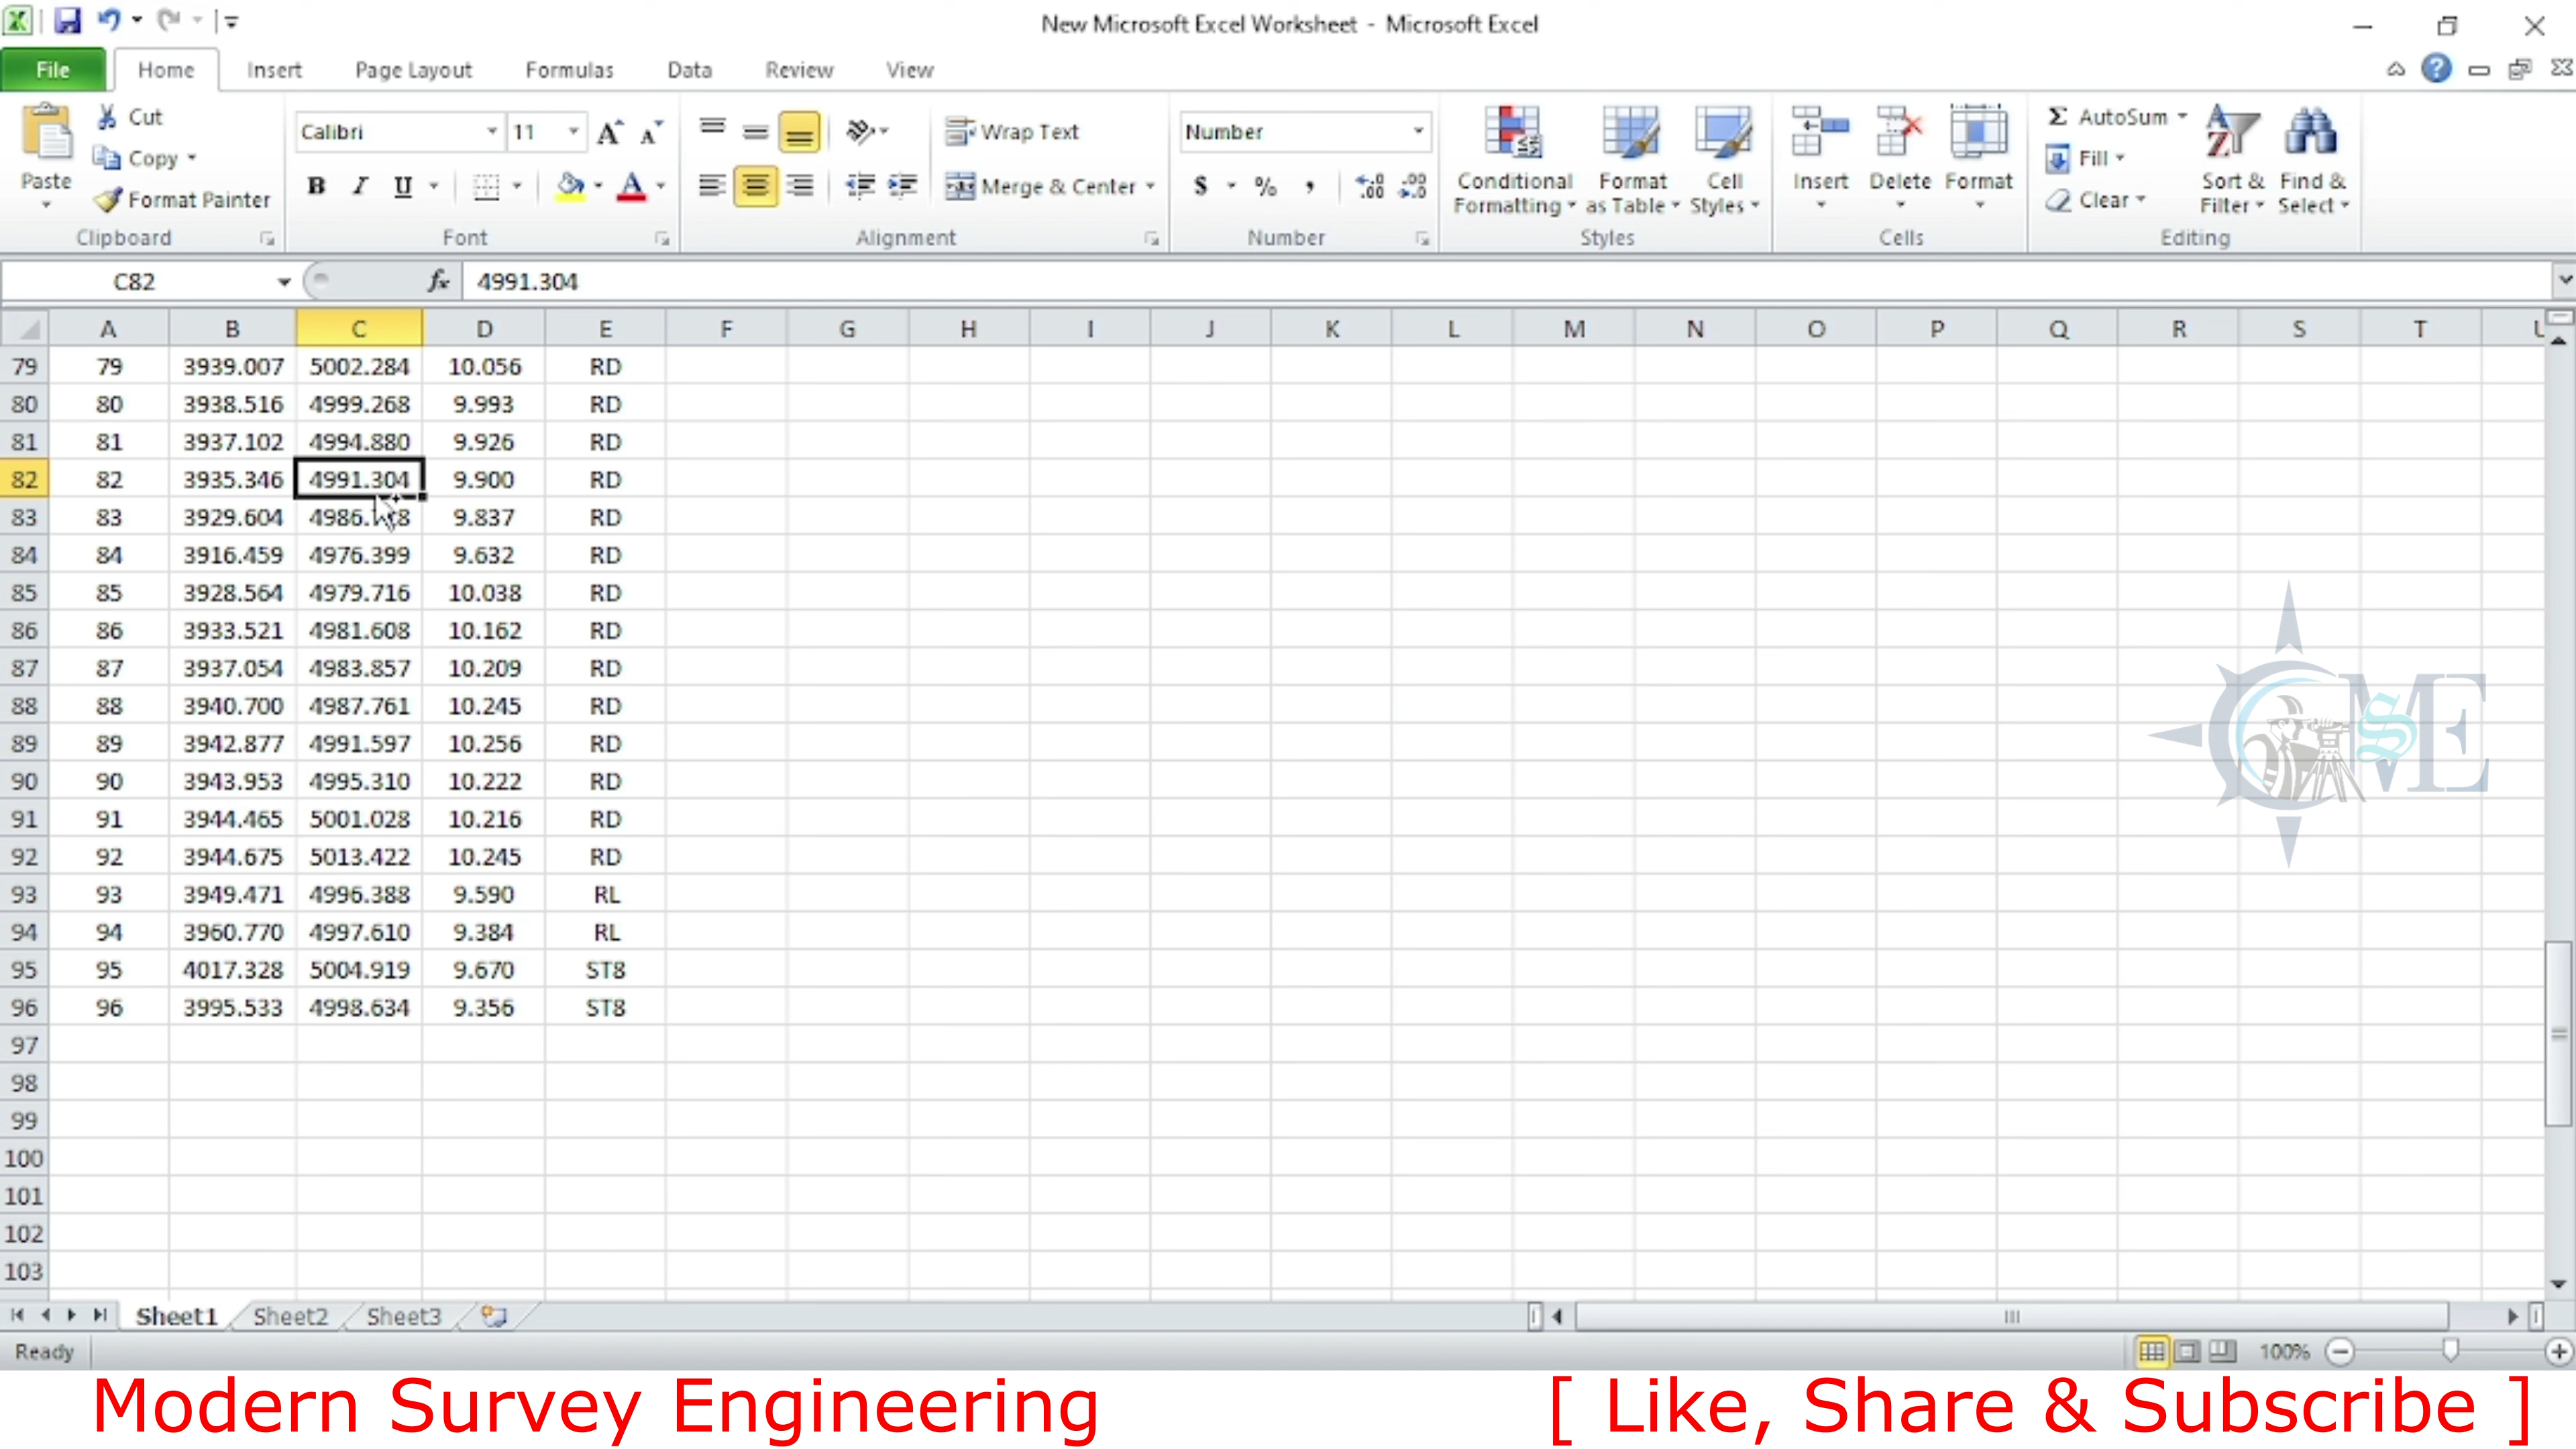 New Microsoft Excel Worksheet - Microsoft Excel
File Home Insert Page Layout Formulas Data Review View
Paste Cut Copy Format Painter Clipboard
Calibri 11 B I U Font
Wrap Text Merge & Center Alignment
Number $ % , Number
Conditional Formatting Format as Table Cell Styles Styles
Insert Delete Format Cells
AutoSum Fill Clear Sort & Filter Find & Select Editing
C82 fx 4991.304
A B C D E F G H I J K L M N O P Q R S T
79 79 3939.007 5002.284 10.056 RD
80 80 3938.516 4999.268 9.993 RD
81 81 3937.102 4994.880 9.926 RD
82 82 3935.346 4991.304 9.900 RD
83 83 3929.604 9.837 RD
84 84 3916.459 4976.399 9.632 RD
85 85 3928.564 4979.716 10.038 RD
86 86 3933.521 4981.608 10.162 RD
87 87 3937.054 4983.857 10.209 RD
88 88 3940.700 4987.761 10.245 RD
89 89 3942.877 4991.597 10.256 RD
90 90 3943.953 4995.310 10.222 RD
91 91 3944.465 5001.028 10.216 RD
92 92 3944.675 5013.422 10.245 RD
93 93 3949.471 4996.388 9.590 RL
94 94 3960.770 4997.610 9.384 RL
95 95 4017.328 5004.919 9.670 ST8
96 96 3995.533 4998.634 9.356 ST8
97
98
99
100
101
102
103
MSE
Sheet1 Sheet2 Sheet3
Ready 100%
Modern Survey Engineering [ Like, Share & Subscribe ]